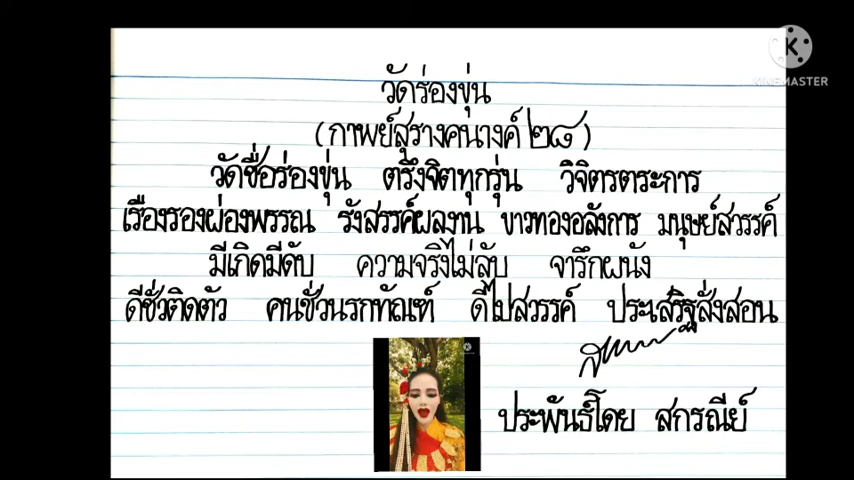 KINEMASTER
วัดร่องขุ่น
(กาพย์สุรางคนางค์ ๒๘)
วัดชื่อร่องขุ่น ตรึงจิตทุกรุ่น วิจิตรตระการ
เรืองรองผ่องพรรณ รังสรรค์ผลงาน ขาวทองอลังการ มนุษย์สวรรค์
มีเกิดมีดับ ความจริงไม่ลับ จารึกผนัง
ดีชั่วติดตัว คนชั่วนรกทัณฑ์ ดีไปสวรรค์ ประเสริฐสั่งสอน
ประพันธ์โดย สกรณีย์